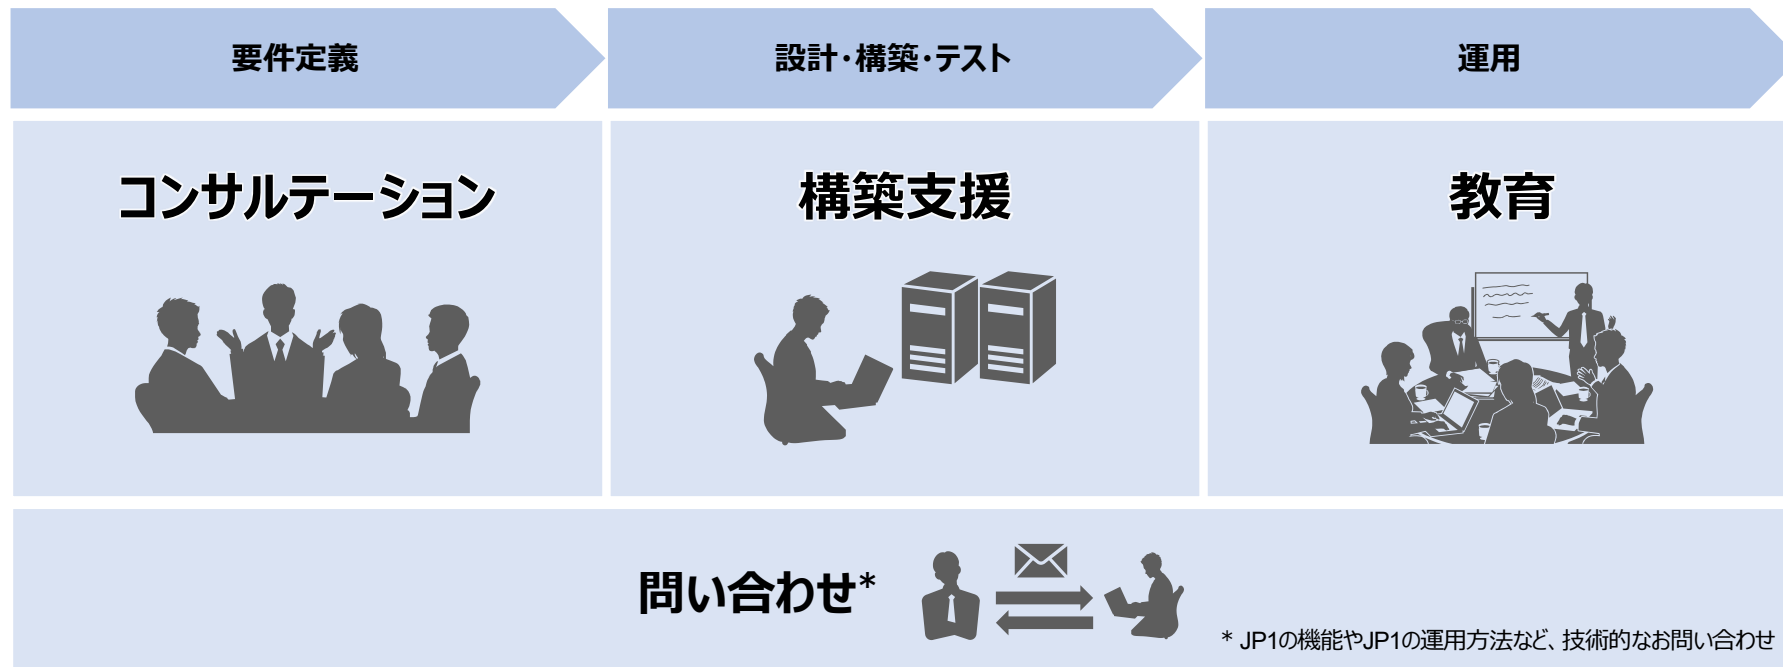 要件定義
設計・構築・テスト
運用
コンサルテーション
構築支援
教育
問い合わせ*
* JP1の機能やJP1の運用方法など、技術的なお問い合わせ